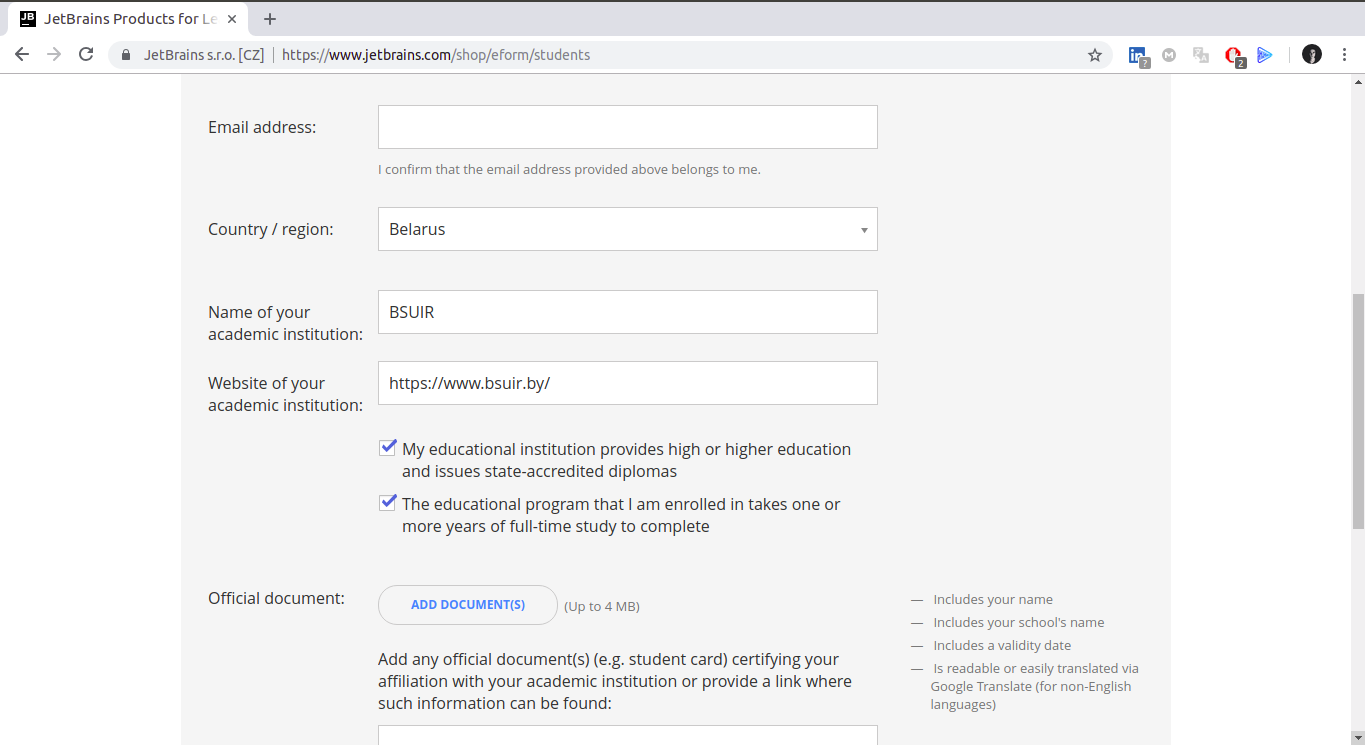 JB
JetBrains Products for Le
JetBrains s.r.o. [CZ]
https://www.jetbrains.com/shop/eform/students
in
?
M
2
Email address:
I confirm that the email address provided above belongs to me.
Country / region:
Belarus
Name of your
academic institution:
BSUIR
Website of your
academic institution:
https://www.bsuir.by/
My educational institution provides high or higher education
and issues state-accredited diplomas
The educational program that I am enrolled in takes one or
more years of full-time study to complete
Official document:
ADD DOCUMENT(S)
(Up to 4 MB)
Add any official document(s) (e.g. student card) certifying your
affiliation with your academic institution or provide a link where
such information can be found:
— Includes your name
— Includes your school's name
— Includes a validity date
— Is readable or easily translated via
Google Translate (for non-English
languages)